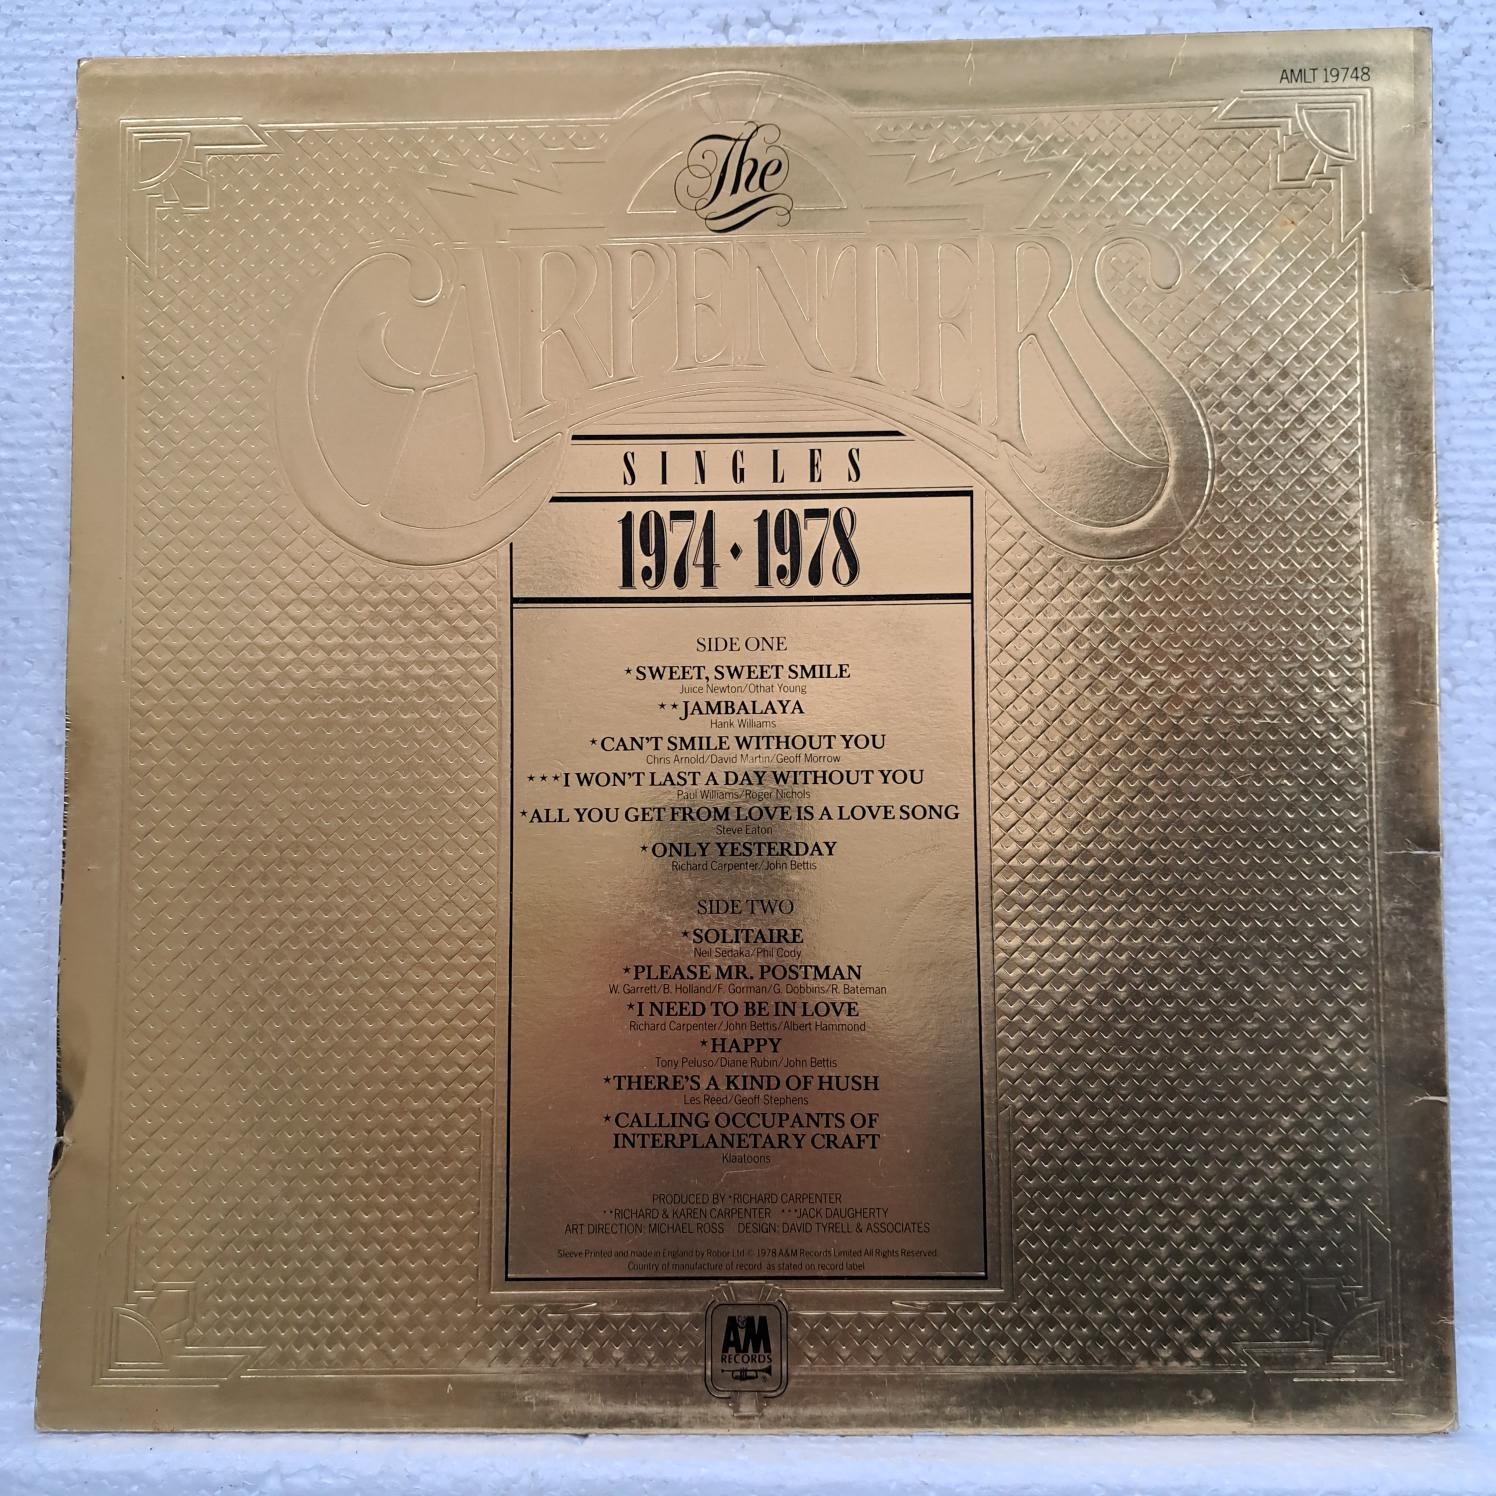 AMLT 19748
The
CARPENTERS
SINGLES
1974 ♦ 1978
SIDE ONE
*SWEET, SWEET SMILE
Juice Newton/Othat Young
**JAMBALAYA
Hank Williams
*CAN'T SMILE WITHOUT YOU
Chris Arnold/David Martin/Geoff Morrow
***I WON'T LAST A DAY WITHOUT YOU
Paul Williams/Roger Nichols
*ALL YOU GET FROM LOVE IS A LOVE SONG
Steve Eaton
*ONLY YESTERDAY
Richard Carpenter/John Bettis
SIDE TWO
*SOLITAIRE
Neil Sedaka/Phil Cody
*PLEASE MR. POSTMAN
W. Garrett/B. Holland/F. Gorman/G. Dobbins/R. Bateman
*I NEED TO BE IN LOVE
Richard Carpenter/John Bettis/Albert Hammond
*HAPPY
Tony Peluso/Diane Rubin/John Bettis
*THERE'S A KIND OF HUSH
Les Reed/Geoff Stephens
*CALLING OCCUPANTS OF
INTERPLANETARY CRAFT
Klaatoons
PRODUCED BY *RICHARD CARPENTER
**RICHARD & KAREN CARPENTER ***JACK DAUGHERTY
ART DIRECTION: MICHAEL ROSS DESIGN: DAVID TYRELL & ASSOCIATES
Sleeve Printed and made in England by Robor Ltd © 1978 A&M Records Limited All Rights Reserved.
Country of manufacture of record as stated on record label
A&M
RECORDS